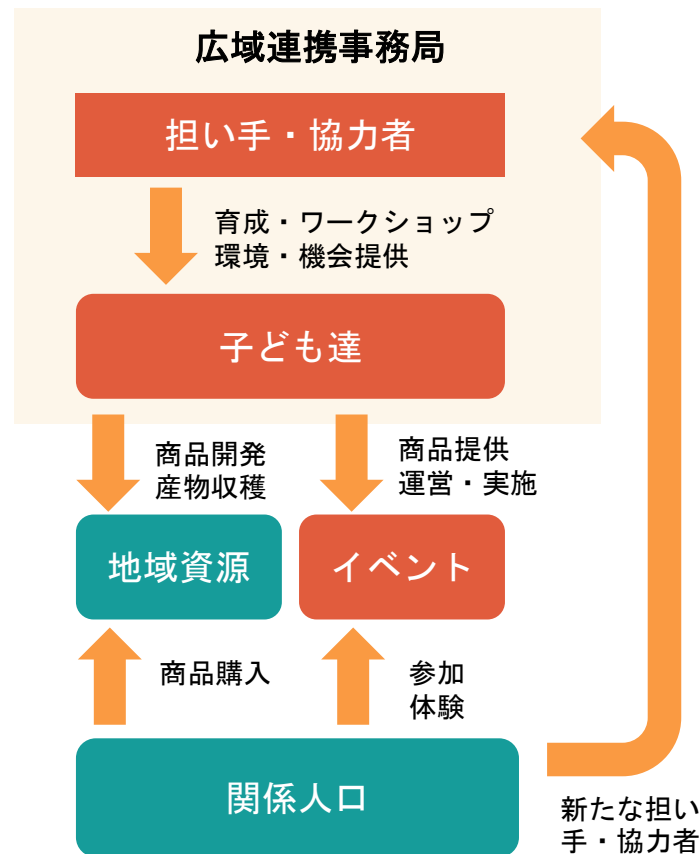 広域連携事務局
担い手・協力者
育成・ワークショップ
環境・機会提供
子ども達
商品開発
産物収穫
商品提供
運営・実施
地域資源
イベント
商品購入
参加
体験
関係人口
新たな担い
手・協力者